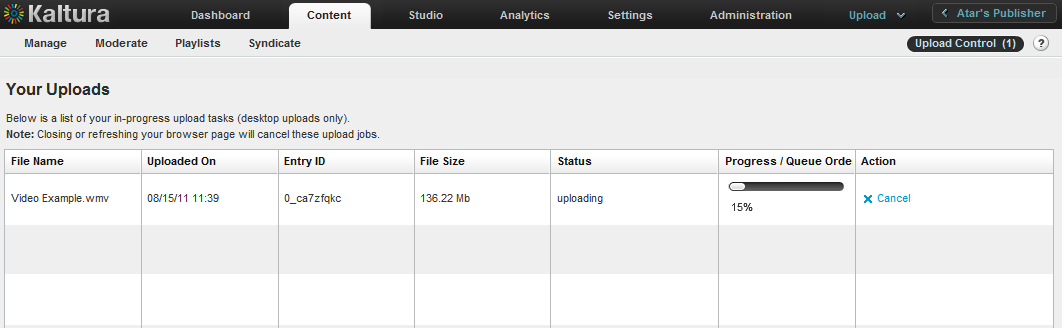 Kaltura Dashboard Content Studio Analytics Settings Administration Upload Atar's Publisher
Manage Moderate Playlists Syndicate Upload Control (1) ?
Your Uploads
Below is a list of your in-progress upload tasks (desktop uploads only).
Note: Closing or refreshing your browser page will cancel these upload jobs.
File Name Uploaded On Entry ID File Size Status Progress / Queue Orde Action
Video Example.wmv 08/15/11 11:39 0_ca7zfqkc 136.22 Mb uploading Cancel
15%